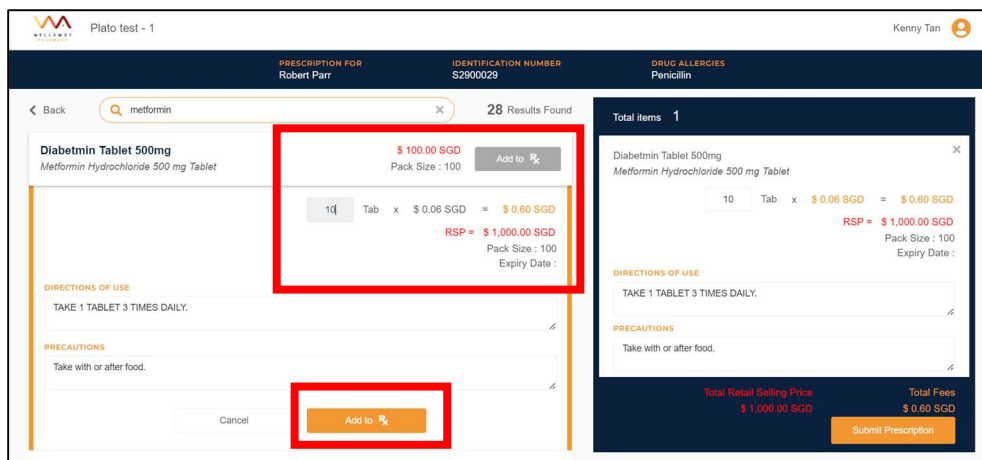 WELLAWAY
PHARMACY
Plato test - 1
Kenny Tan
PRESCRIPTION FOR
Robert Parr
IDENTIFICATION NUMBER
S2900029
DRUG ALLERGIES
Penicillin
Back
metformin
28 Results Found
Diabetmin Tablet 500mg
Metformin Hydrochloride 500 mg Tablet
$ 100.00 SGD
Pack Size : 100
Add to Rx
10 Tab x $ 0.06 SGD = $ 0.60 SGD
RSP = $ 1,000.00 SGD
Pack Size : 100
Expiry Date :
DIRECTIONS OF USE
TAKE 1 TABLET 3 TIMES DAILY.
PRECAUTIONS
Take with or after food.
Cancel
Add to Rx
Total items 1
Diabetmin Tablet 500mg
Metformin Hydrochloride 500 mg Tablet
10 Tab x $ 0.06 SGD = $ 0.60 SGD
RSP = $ 1,000.00 SGD
Pack Size : 100
Expiry Date :
DIRECTIONS OF USE
TAKE 1 TABLET 3 TIMES DAILY.
PRECAUTIONS
Take with or after food.
Total Retail Selling Price
$ 1,000.00 SGD
Total Fees
$ 0.60 SGD
Submit Prescription